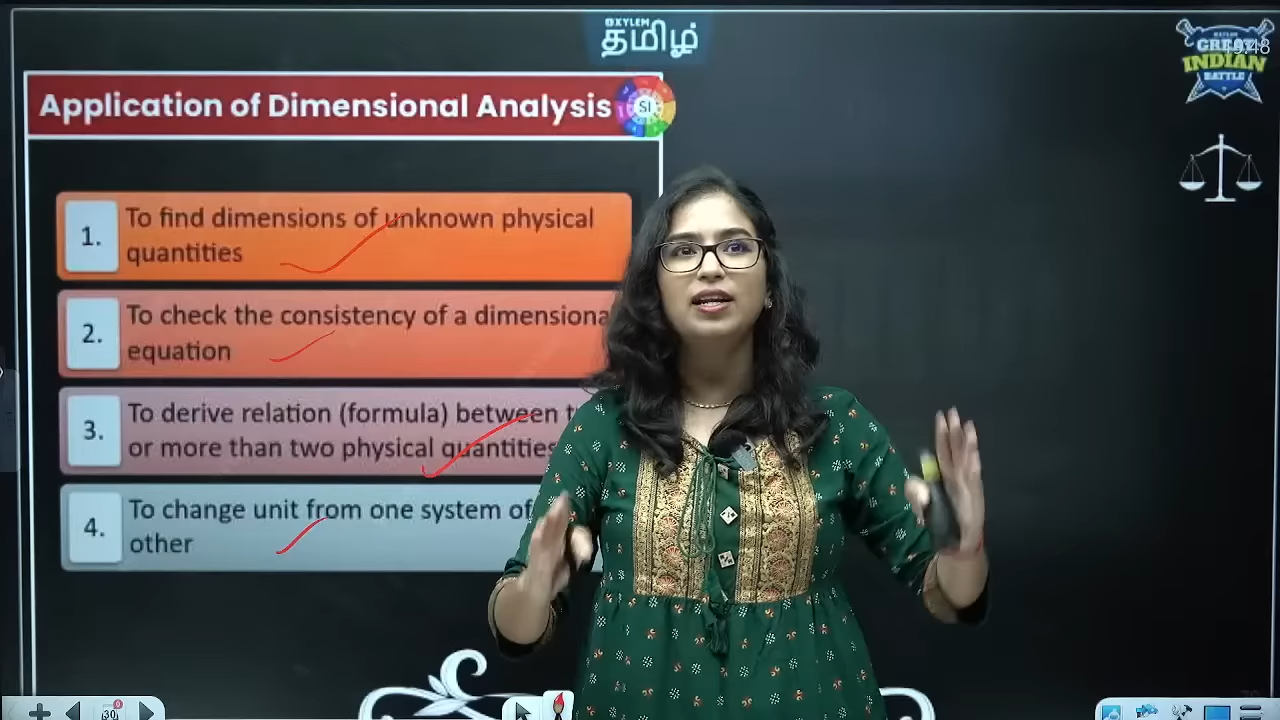 OXYLEM
தமிழ்
GREAT
INDIAN
BATTLE
Application of Dimensional Analysis
SI
1.
To find dimensions of unknown physical
quantities
2.
To check the consistency of a dimensiona
equation
3.
To derive relation (formula) between
or more than two physical quantities
4.
To change unit from one system of
other
30